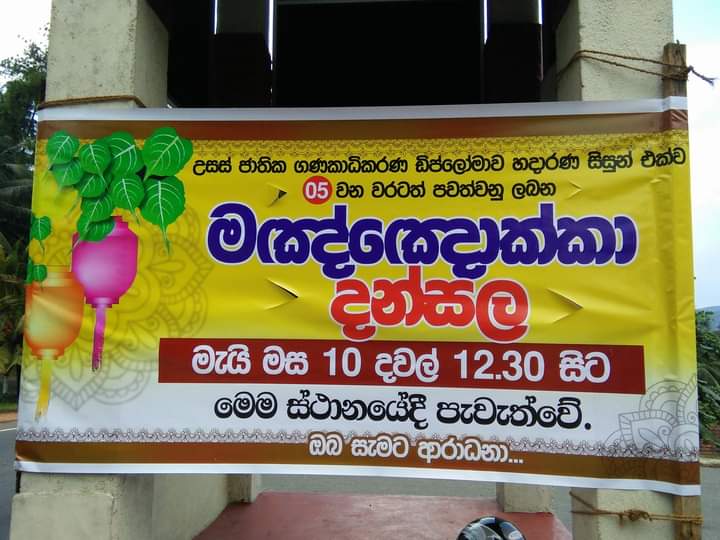 උසස් ජාතික ගණකාධිකරණ ඩිප්ලෝමාව හදාරණ සිසුන් එක්ව
05 වන වරටත් පවත්වනු ලබන
මඤ්ඤොක්කා
දන්සල
මැයි මස 10 දවල් 12.30 සිට
මෙම ස්ථානයේදී පැවැත්වේ.
ඔබ සැමට ආරාධනා...